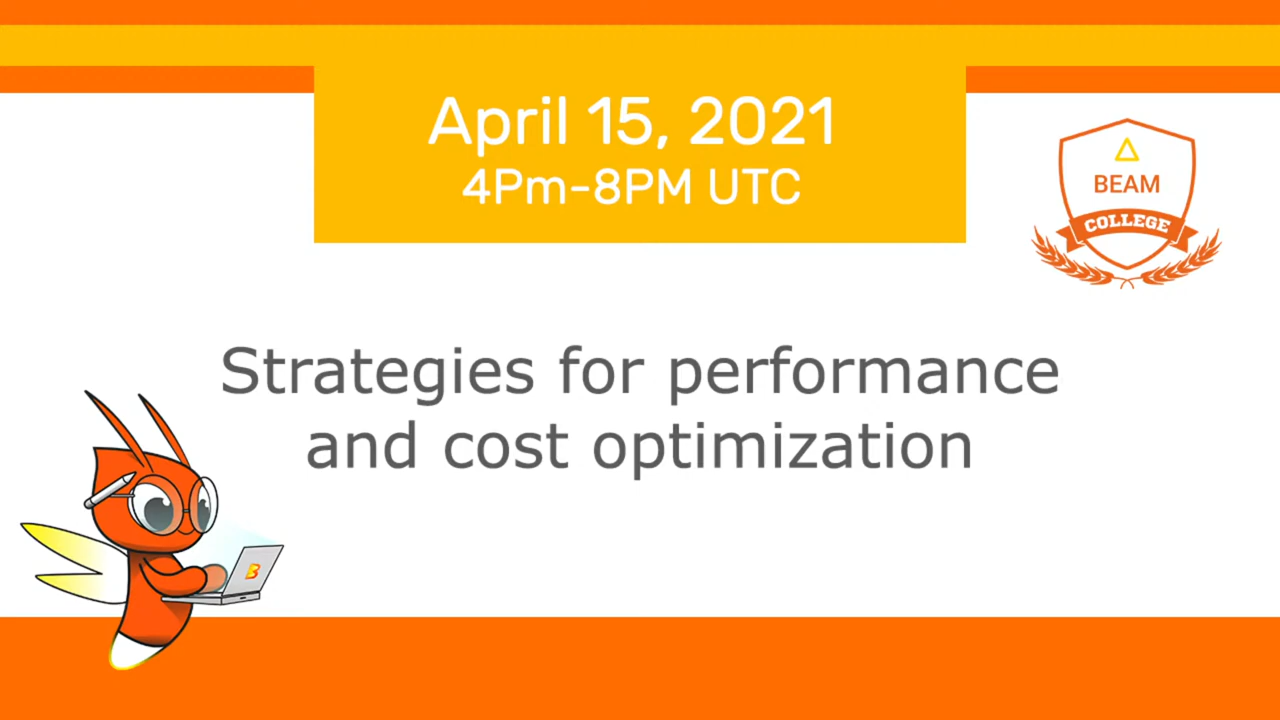 April 15, 2021
4Pm-8PM UTC
BEAM
COLLEGE
Strategies for performance
and cost optimization
B